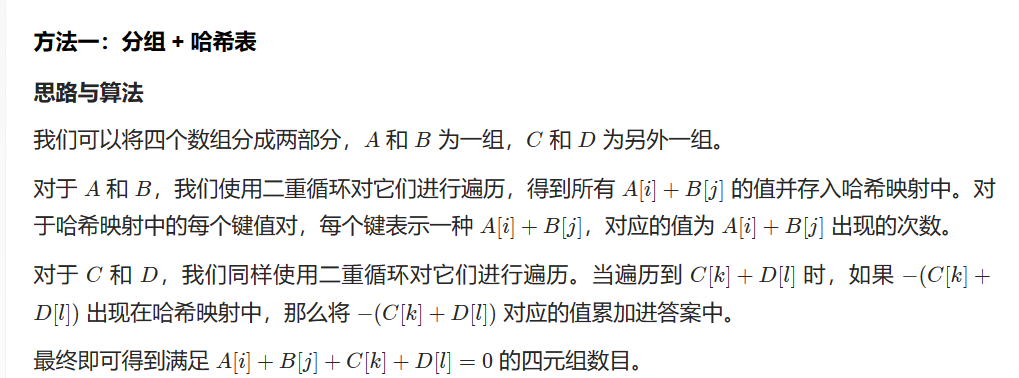 方法一：分组 + 哈希表
思路与算法
我们可以将四个数组分成两部分，A 和 B 为一组，C 和 D 为另外一组。
对于 A 和 B，我们使用二重循环对它们进行遍历，得到所有 A[i] + B[j] 的值并存入哈希映射中。对
于哈希映射中的每个键值对，每个键表示一种 A[i] + B[j]，对应的值为 A[i] + B[j] 出现的次数。
对于 C 和 D，我们同样使用二重循环对它们进行遍历。当遍历到 C[k] + D[l] 时，如果 −(C[k] +
D[l]) 出现在哈希映射中，那么将 −(C[k] + D[l]) 对应的值累加进答案中。
最终即可得到满足 A[i] + B[j] + C[k] + D[l] = 0 的四元组数目。